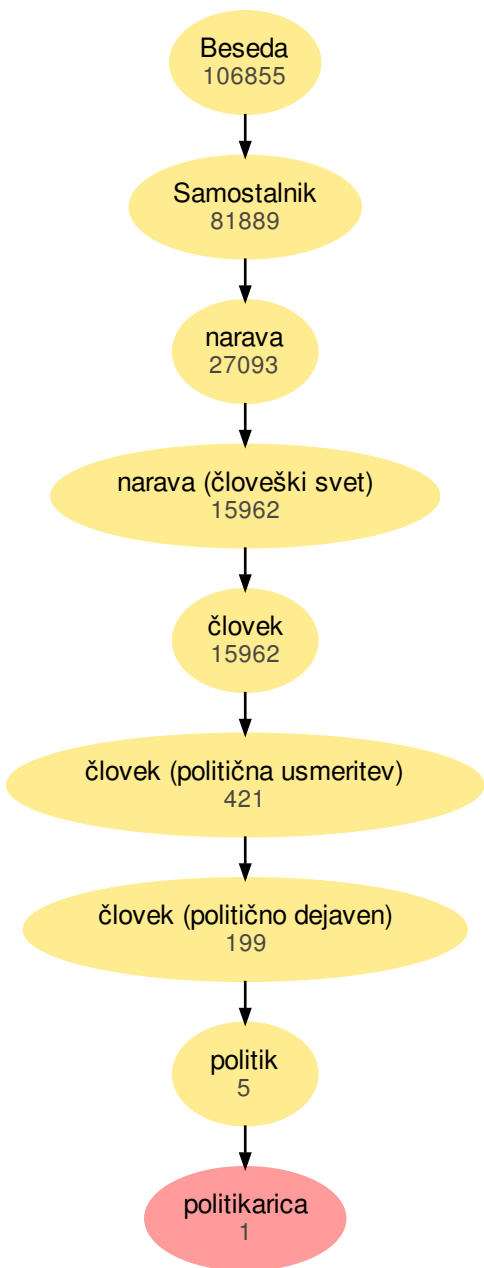 Beseda
106855
Samostalnik
81889
narava
27093
narava (človeški svet)
15962
človek
15962
človek (politična usmeritev)
421
človek (politično dejaven)
199
politik
5
politikarica
1